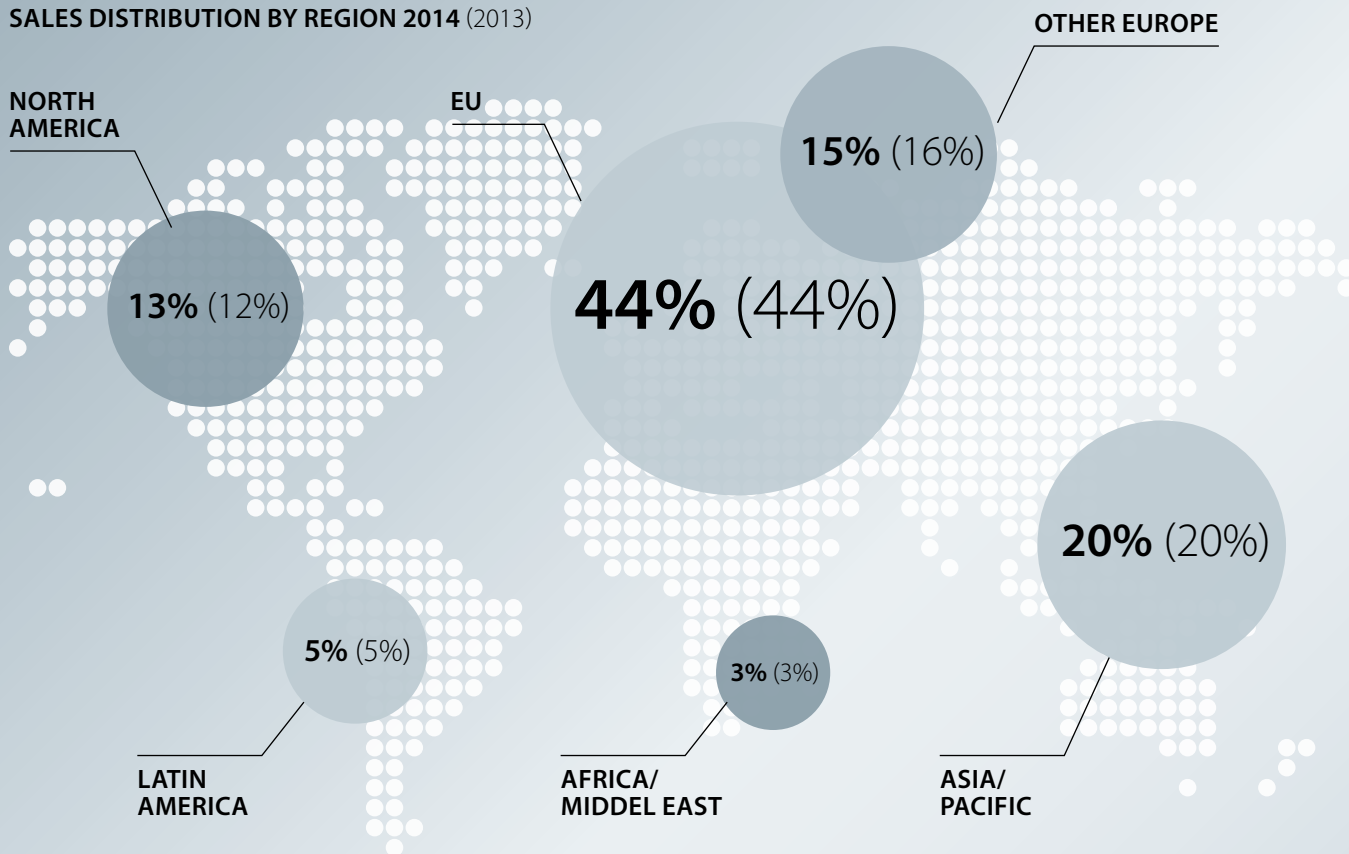 SALES DISTRIBUTION BY REGION 2014 (2013)
OTHER EUROPE
NORTH
AMERICA
EU
15% (16%)
13% (12%)
44% (44%)
20% (20%)
5% (5%)
3% (3%)
LATIN
AMERICA
AFRICA/
MIDDEL EAST
ASIA/
PACIFIC